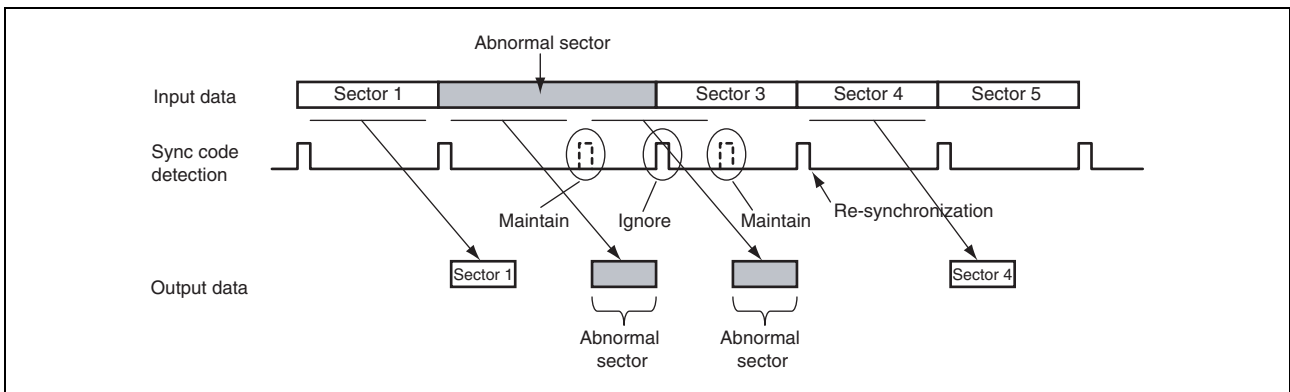 Abnormal sector
Input data
Sector 1
Sector 3
Sector 4
Sector 5
Sync code
detection
Maintain
Ignore
Maintain
Re-synchronization
Output data
Sector 1
Sector 4
Abnormal
sector
Abnormal
sector